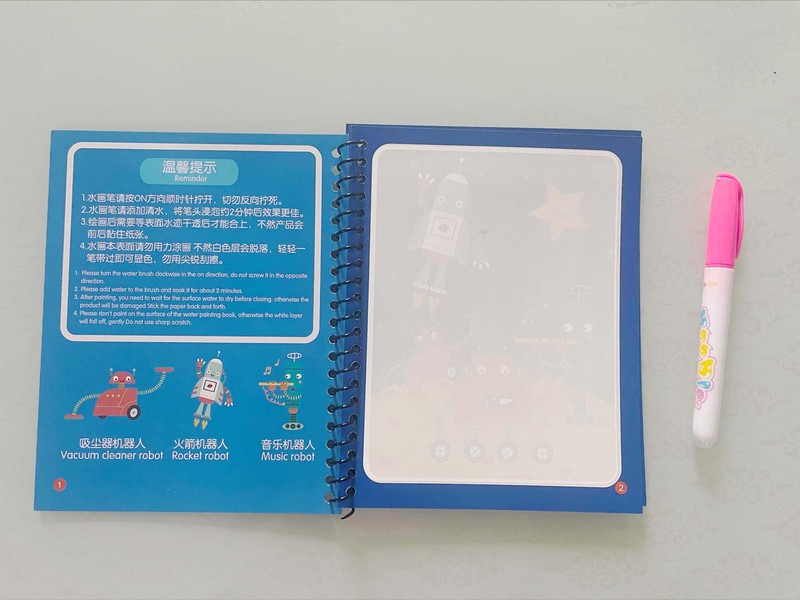 温馨提示
Reminder
1.水画笔请按ON方向顺时针拧开，切勿反向拧死。
2.水画笔请添加清水，将笔头浸泡约2分钟后效果更佳。
3.绘画后需要等表面水迹干透后才能合上，不然产品会
前后黏住纸张。
4.水画本表面请勿用力涂画 不然白色层会脱落，轻轻一
笔带过即可显色，勿用尖锐刮擦。
1. Please turn the water brush clockwise in the on direction, do not screw it in the opposite
direction.
2. Please add water to the brush and soak it for about 2 minutes.
3. After painting, you need to wait for the surface water to dry before closing, otherwise the
product will be damaged Stick the paper back and forth.
4. Please don't paint on the surface of the water painting book, otherwise the white layer
will fall off, gently Do not use sharp scratch.
吸尘器机器人
Vacuum cleaner robot
火箭机器人
Rocket robot
音乐机器人
Music robot
1
2